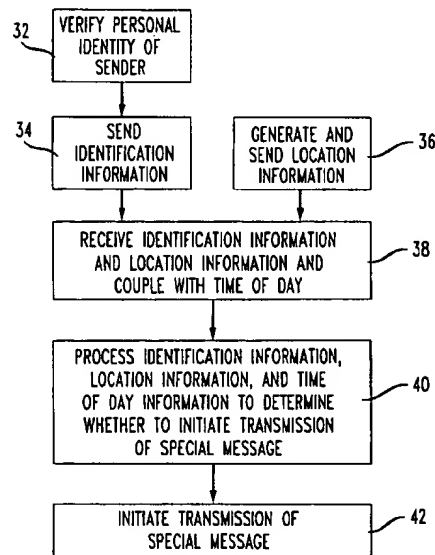 32
VERIFY PERSONAL
IDENTITY OF
SENDER
34
SEND
IDENTIFICATION
INFORMATION
GENERATE AND
SEND LOCATION
INFORMATION
36
RECEIVE IDENTIFICATION INFORMATION
AND LOCATION INFORMATION AND
COUPLE WITH TIME OF DAY
38
PROCESS IDENTIFICATION INFORMATION,
LOCATION INFORMATION, AND TIME
OF DAY INFORMATION TO DETERMINE
WHETHER TO INITIATE TRANSMISSION
OF SPECIAL MESSAGE
40
INITIATE TRANSMISSION OF
SPECIAL MESSAGE
42